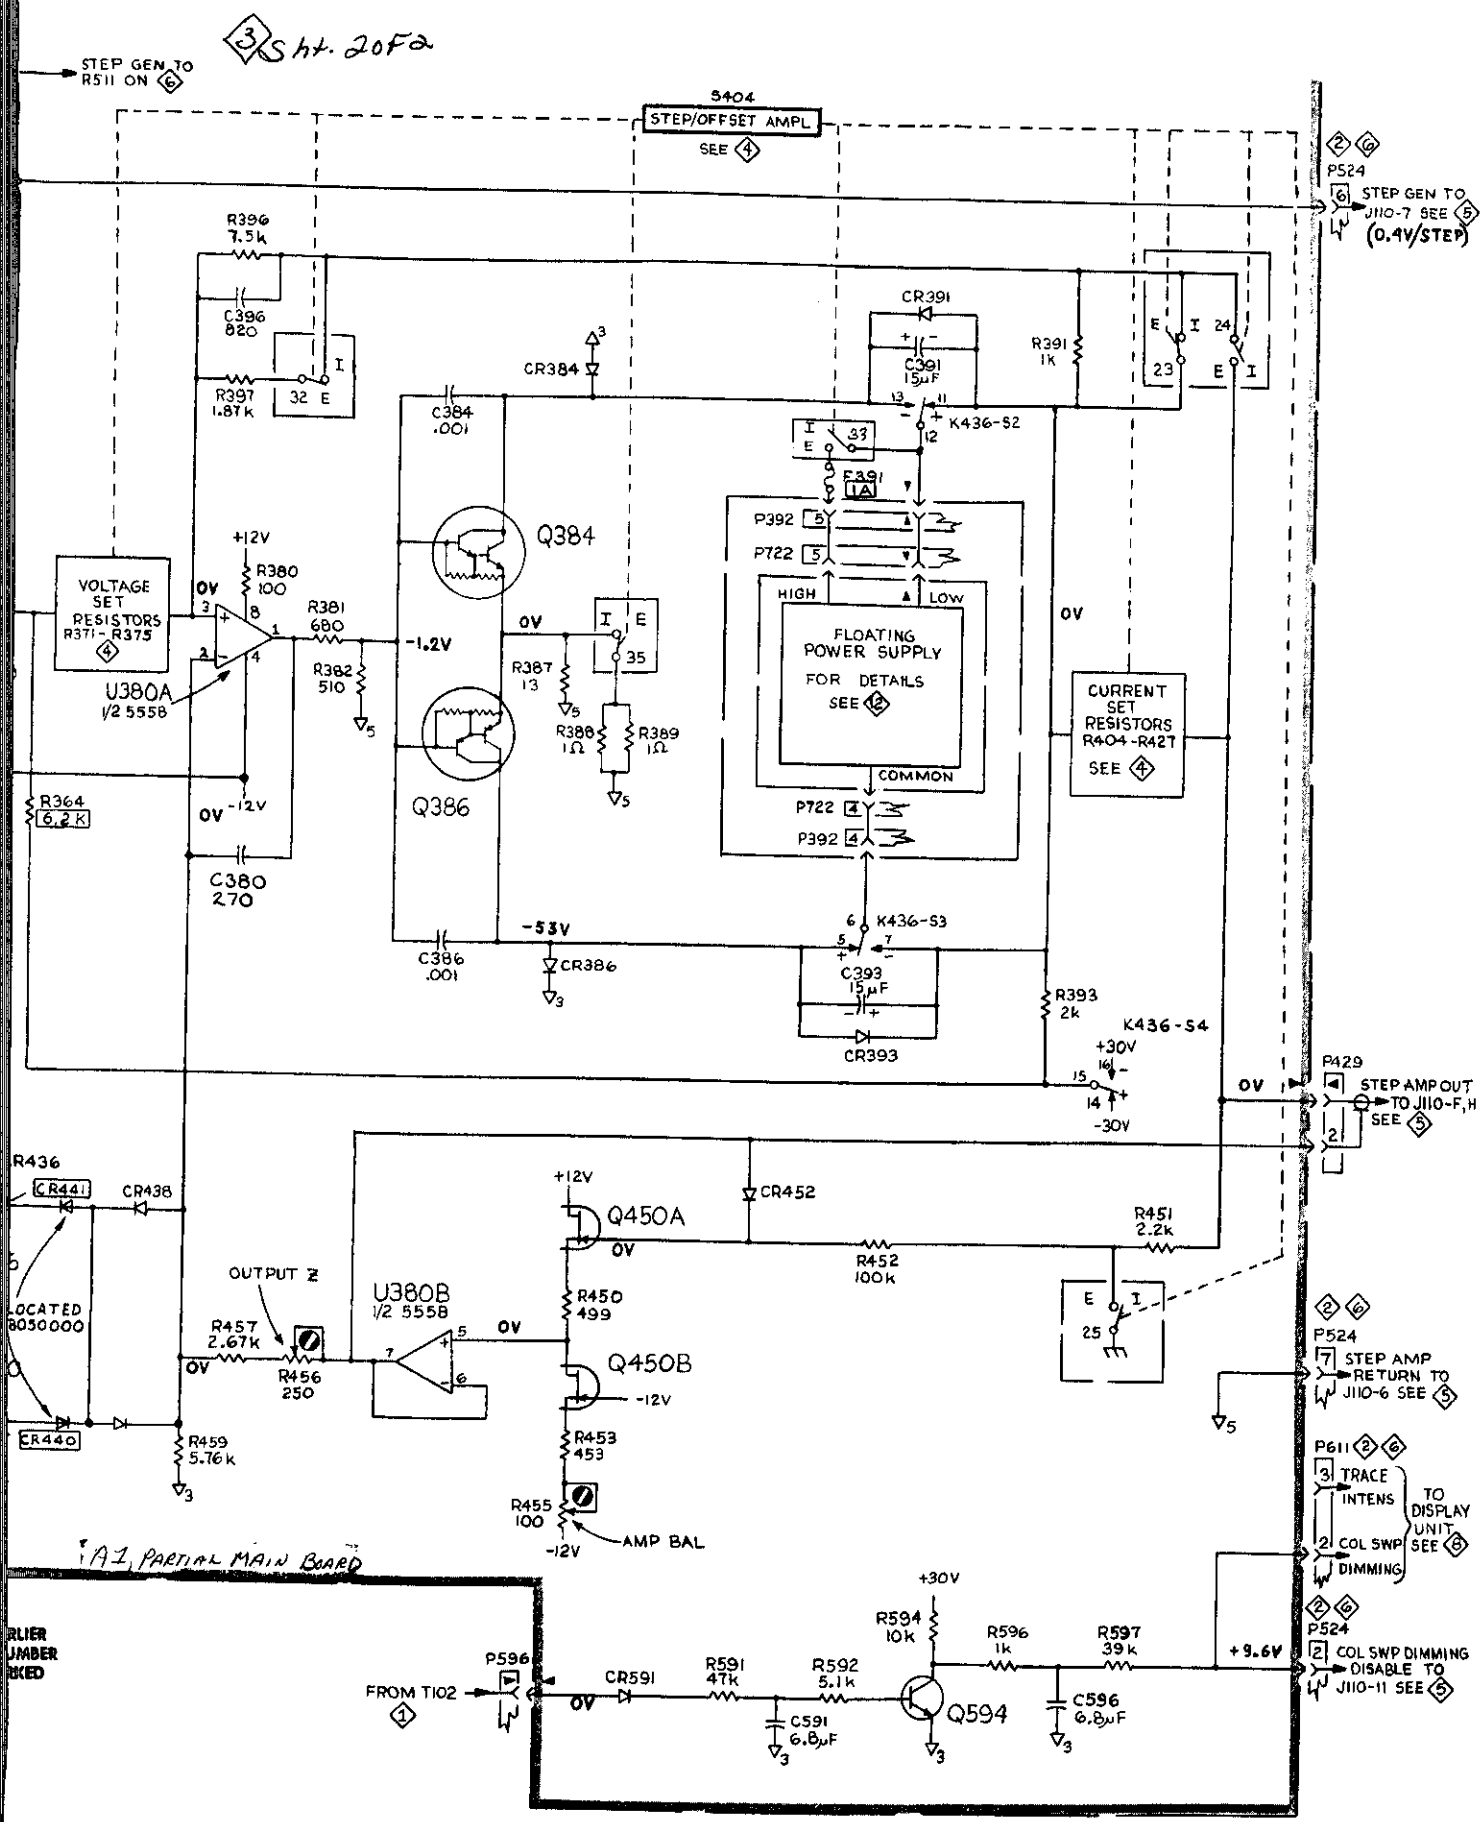 3 Sht. 2 OF 2
STEP GEN TO
R511 ON 6
S404
STEP/OFFSET AMPL
SEE 4
2 6
P524
6 STEP GEN TO
J110-7 SEE 5
(0.4V/STEP)
R396
7.5k
C396
820
R397
1.87K
32 E
I
3
CR384
C384
.001
CR391
+ -
C391
15µF
13
11
- +
12
K436-S2
R391
1k
E I
23
24
E I
I
E
33
F391
1A
Q384
P392 5
P722 5
HIGH
LOW
FLOATING
POWER SUPPLY
FOR DETAILS
SEE 12
COMMON
P722 4
P392 4
VOLTAGE
SET
RESISTORS
R371-R375
4
0V
+12V
R380
100
3
+
8
1
2
-
4
U380A
1/2 5558
R381
680
R382
510
5
-1.2V
0V
R387
13
5
I E
35
R388
1Ω
R389
1Ω
5
0V
CURRENT
SET
RESISTORS
R404-R427
SEE 4
Q386
R364
6.2K
0V
-12V
C380
270
C386
.001
-53V
CR386
3
6
K436-S3
5
7
+
-
C393
15µF
- +
CR393
R393
2k
K436-S4
+30V
16
-
15
14
+
-30V
0V
P429
STEP AMP OUT
TO J110-F,H
SEE 5
2
R436
CR441
CR438
+12V
Q450A
0V
CR452
R452
100k
R451
2.2k
E I
25
OUTPUT Z
LOCATED
B050000
R457
2.67k
0V
R456
250
U380B
1/2 5558
7
+
5
-
6
0V
R450
499
Q450B
-12V
R453
453
R455
100
-12V
AMP BAL
CR440
R459
5.76k
3
2 6
P524
7 STEP AMP
RETURN TO
J110-6 SEE 5
5
P611 2 6
3 TRACE
INTENS
2 COL SWP
DIMMING
TO
DISPLAY
UNIT
SEE 8
A1, PARTIAL MAIN BOARD
RLIER
UMBER
RKED
FROM T102
1
P596
0V
CR591
R591
47k
C591
6.8µF
3
R592
5.1k
+30V
R594
10k
Q594
3
R596
1k
C596
6.8µF
3
R597
39k
+9.6V
2 6
P524
2 COL SWP DIMMING
DISABLE TO
J110-11 SEE 5